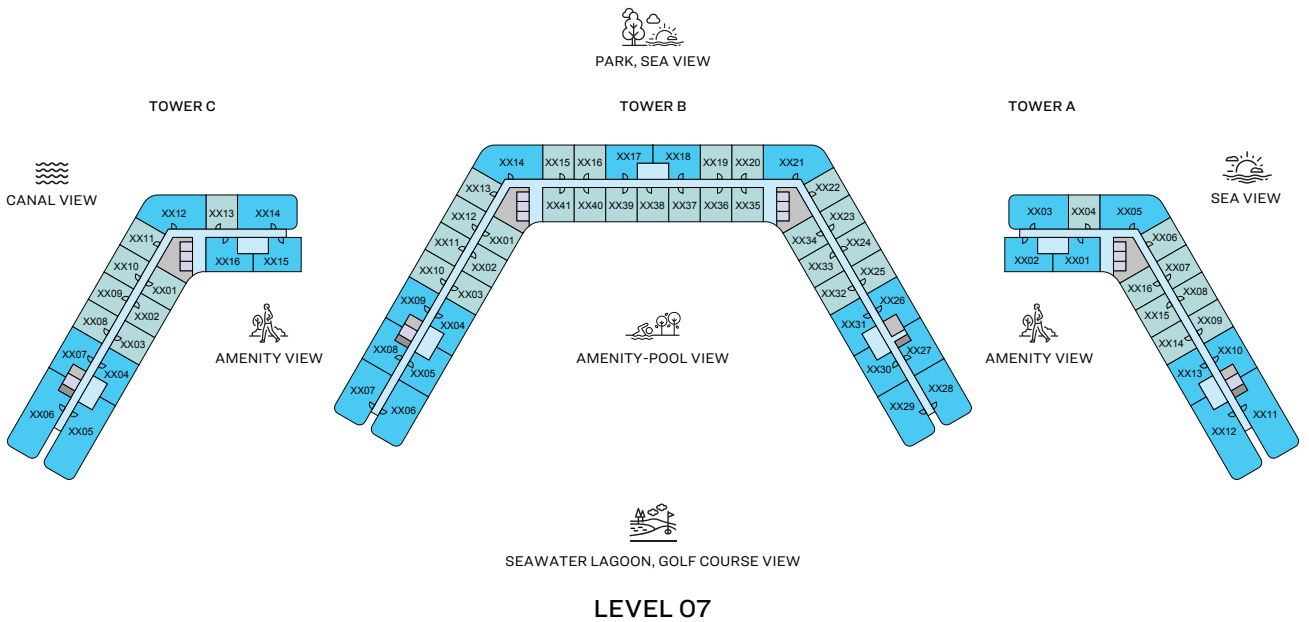 PARK, SEA VIEW
TOWER C
TOWER B
TOWER A
CANAL VIEW
SEA VIEW
XX12
XX13
XX14
XX11
XX10
XX09
XX08
XX07
XX06
XX16
XX15
XX01
XX02
XX03
XX04
XX05
AMENITY VIEW
XX14
XX15
XX16
XX17
XX18
XX19
XX20
XX21
XX13
XX12
XX11
XX10
XX09
XX08
XX07
XX41
XX40
XX39
XX38
XX37
XX36
XX35
XX01
XX02
XX03
XX04
XX05
XX06
XX22
XX23
XX24
XX25
XX26
XX27
XX28
XX34
XX33
XX32
XX31
XX30
XX29
AMENITY-POOL VIEW
XX03
XX04
XX05
XX02
XX01
XX06
XX07
XX08
XX09
XX10
XX11
XX16
XX15
XX14
XX13
XX12
AMENITY VIEW
SEAWATER LAGOON, GOLF COURSE VIEW
LEVEL 07